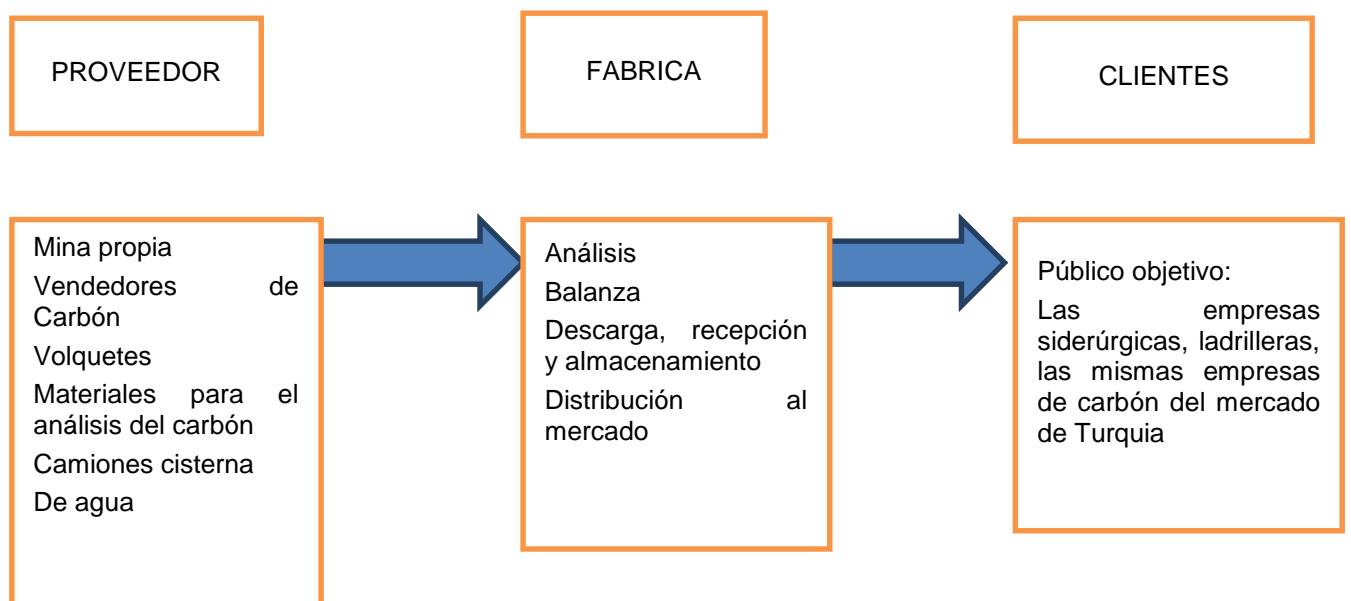 PROVEEDOR
FABRICA
CLIENTES
Mina propia
Vendedores de
Carbón
Volquetes
Materiales para el
análisis del carbón
Camiones cisterna
De agua
Análisis
Balanza
Descarga, recepción
y almacenamiento
Distribución al
mercado
Público objetivo:
Las empresas
siderúrgicas, ladrilleras,
las mismas empresas
de carbón del mercado
de Turquia